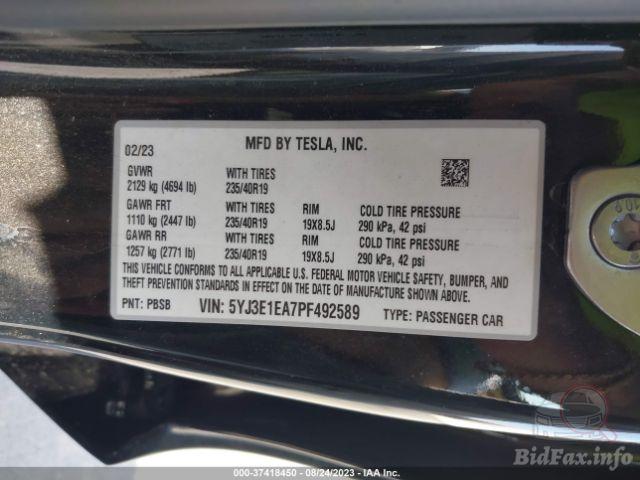 02/23 MFD BY TESLA, INC.
GVWR WITH TIRES
2129 kg (4694 lb) 235/40R19
GAWR FRT WITH TIRES RIM COLD TIRE PRESSURE
1110 kg (2447 lb) 235/40R19 19X8.5J 290 kPa, 42 psi
GAWR RR WITH TIRES RIM COLD TIRE PRESSURE
1257 kg (2771 lb) 235/40R19 19X8.5J 290 kPa, 42 psi
THIS VEHICLE CONFORMS TO ALL APPLICABLE U.S. FEDERAL MOTOR VEHICLE SAFETY, BUMPER, AND
THEFT PREVENTION STANDARDS IN EFFECT ON THE DATE OF MANUFACTURE SHOWN ABOVE.
PNT: PBSB VIN: 5YJ3E1EA7PF492589 TYPE: PASSENGER CAR
10.9
BidFax.info
000-37418450 - 08/24/2023 - IAA Inc.